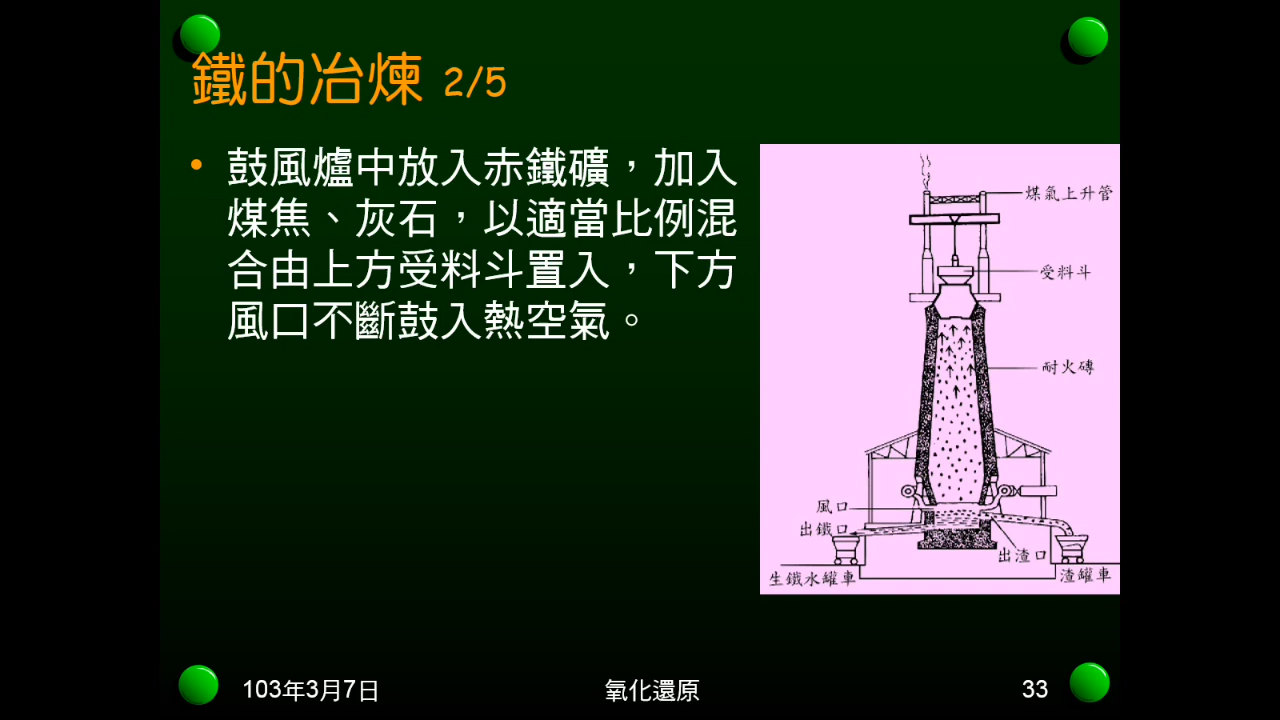 鐵的冶煉 2/5
• 鼓風爐中放入赤鐵礦，加入
煤焦、灰石，以適當比例混
合由上方受料斗置入，下方
風口不斷鼓入熱空氣。
煤氣上升管
受料斗
耐火磚
風口
出鐵口
出渣口
生鐵水罐車
渣罐車
103年3月7日
氧化還原
33